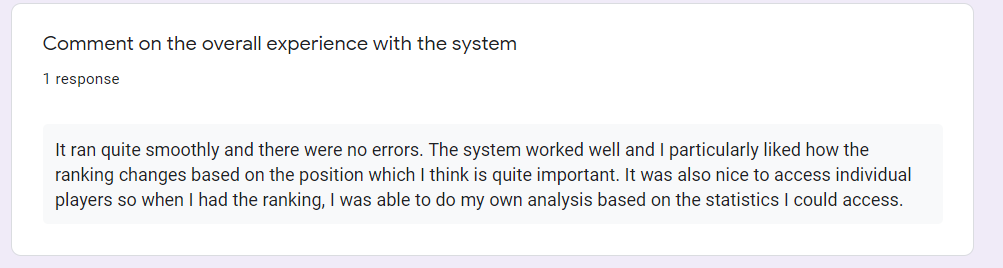 Comment on the overall experience with the system
1 response
It ran quite smoothly and there were no errors. The system worked well and I particularly liked how the
ranking changes based on the position which I think is quite important. It was also nice to access individual
players so when I had the ranking, I was able to do my own analysis based on the statistics I could access.